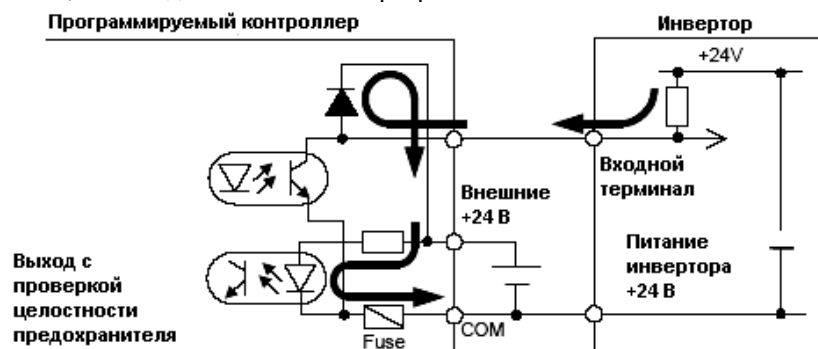 Программируемый контроллер
Инвертор
+24V
Входной
терминал
Внешние
+24 В
Питание
инвертора
+24 В
Выход с
проверкой
целостности
предохранителя
COM
Fuse